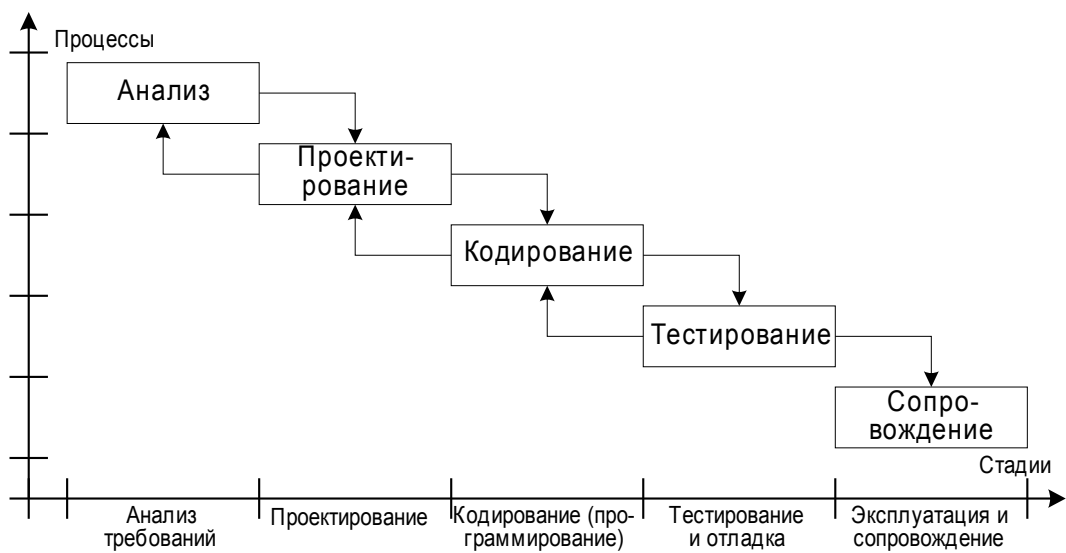 Процессы
Анализ
Проекти-
рование
Кодирование
Тестирование
Сопро-
вождение
Стадии
Анализ
требований
Проектирование
Кодирование (про-
граммирование)
Тестирование
и отладка
Эксплуатация и
сопровождение